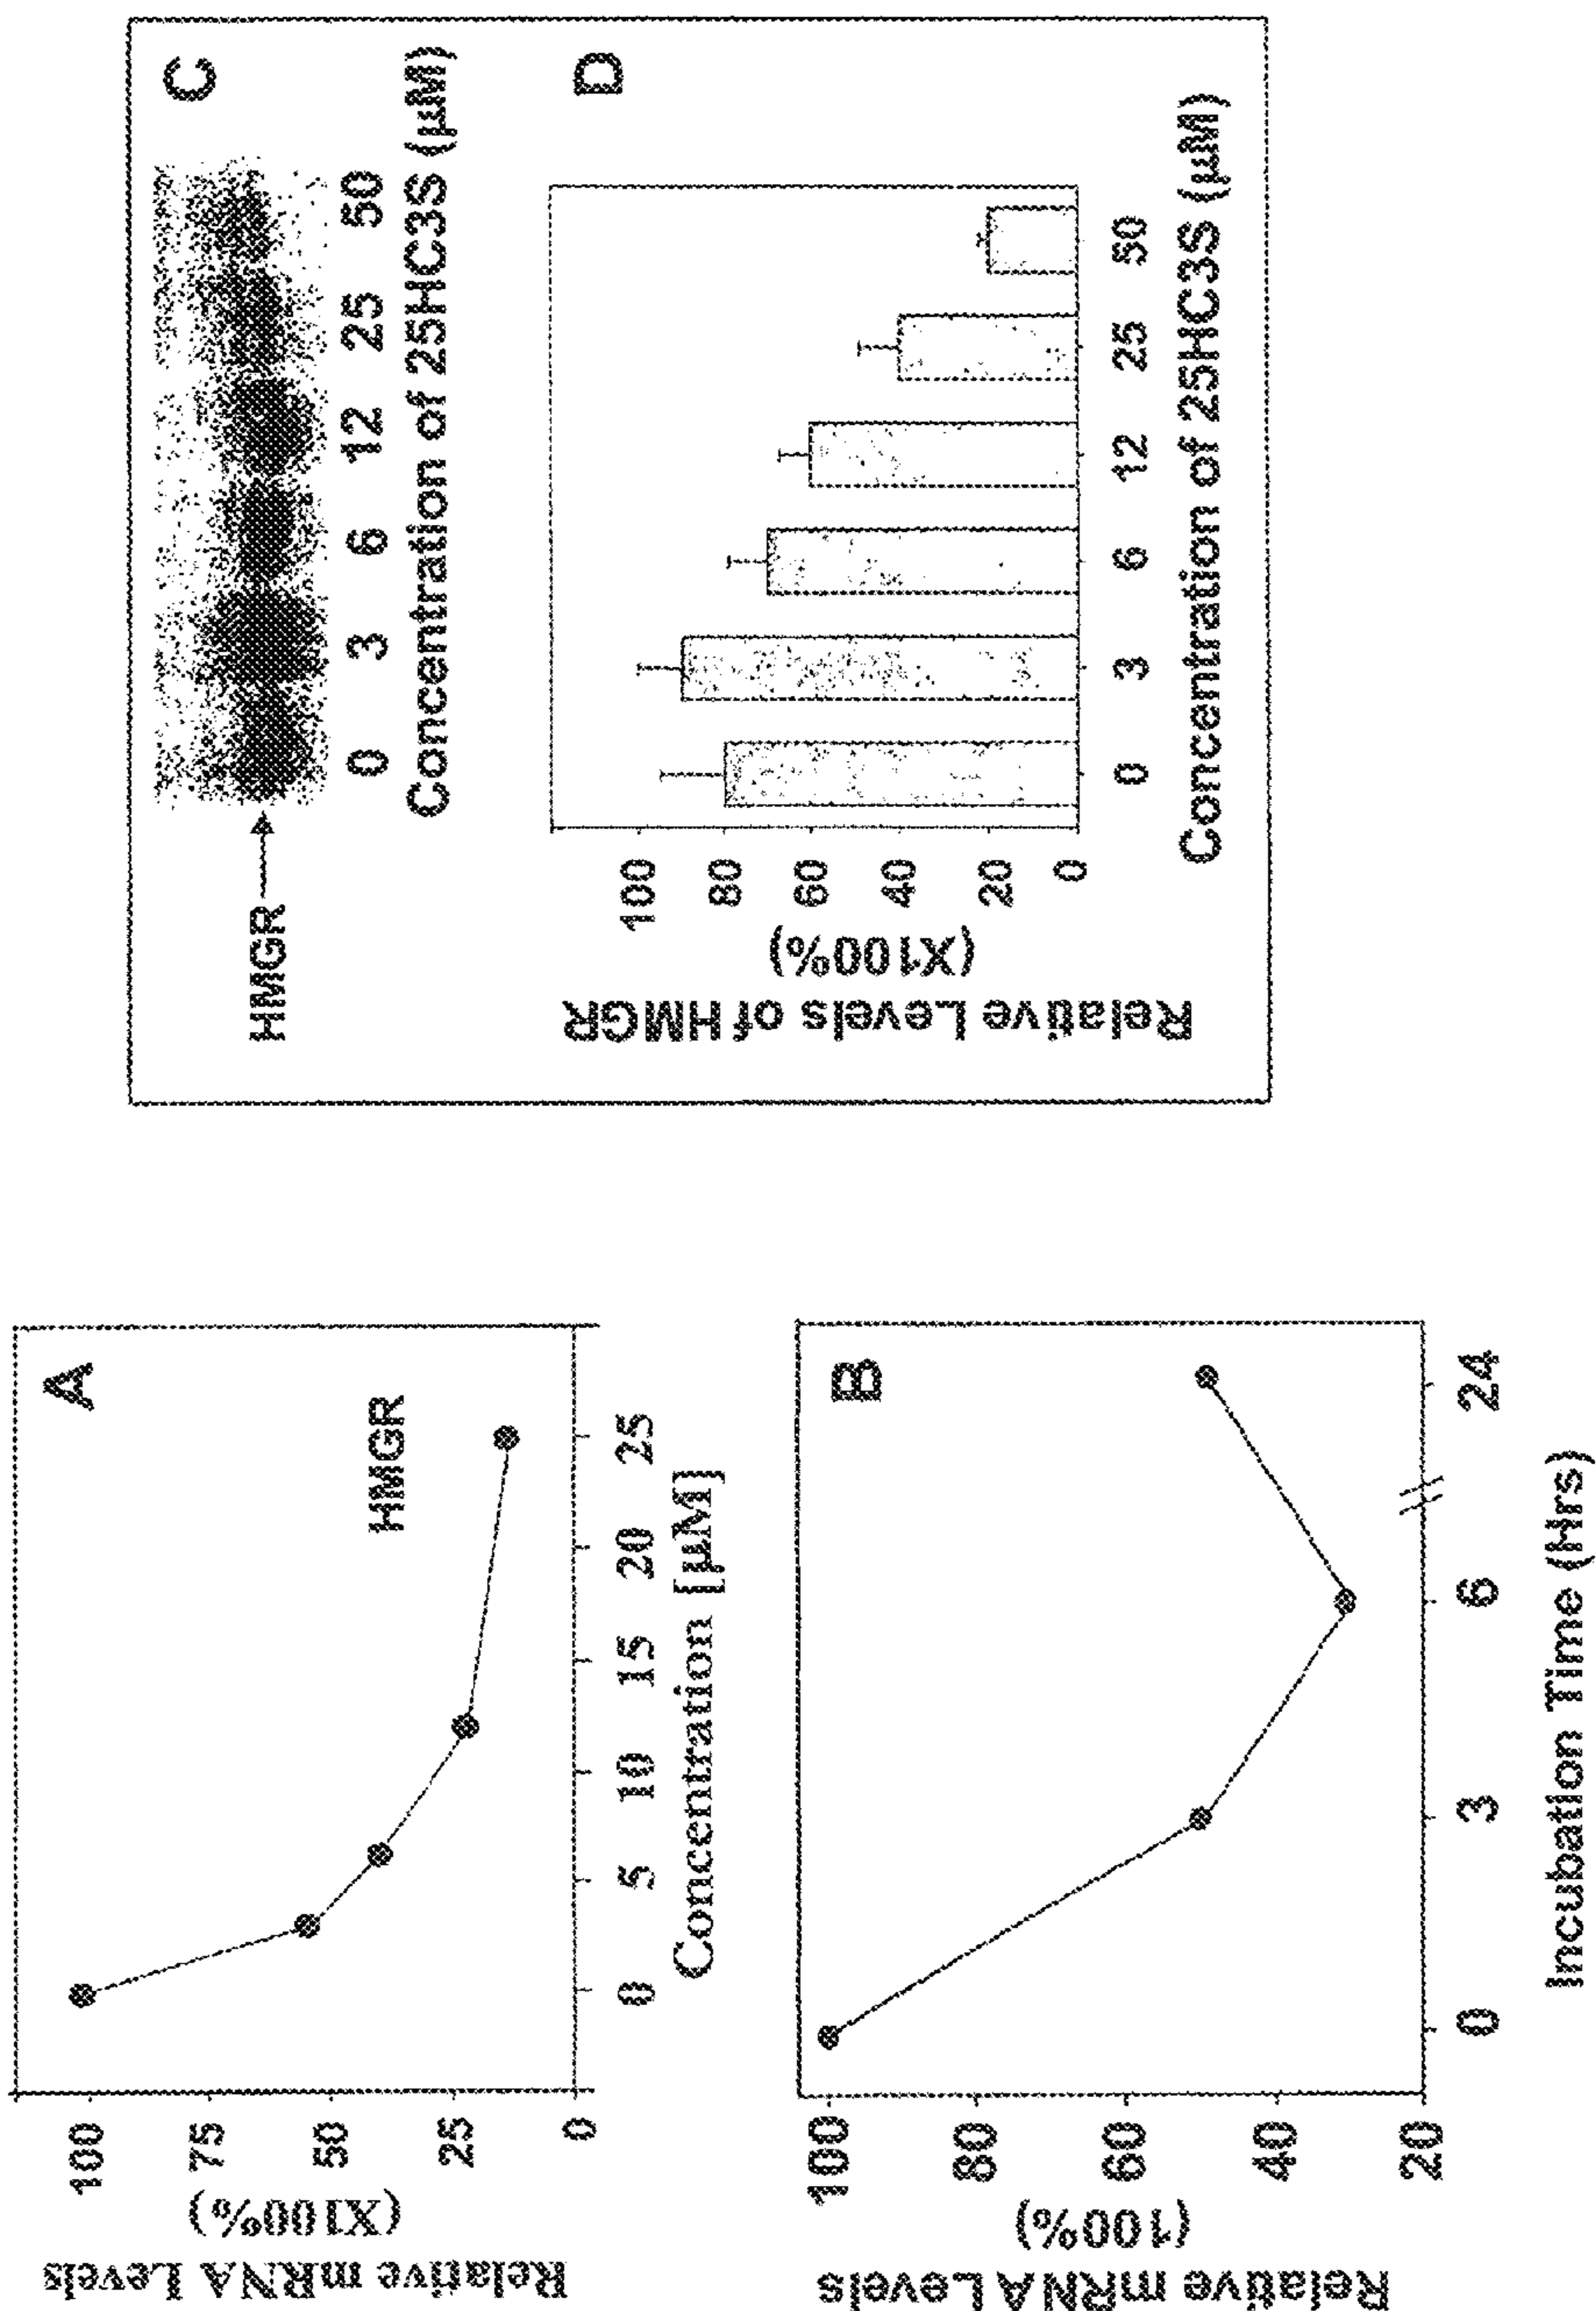 A
HMGR
Relative mRNA Levels
(X100%)
100
75
50
25
0
0 5 10 15 20 25
Concentration [µM]
B
Relative mRNA Levels
(100%)
100
80
60
40
20
0 3 6 24
Incubation Time (Hrs)
C
HMGR
0 3 6 12 25 50
Concentration of 25HC3S (µM)
D
Relative Levels of HMGR
(X100%)
100
80
60
40
20
0
0 3 6 12 25 50
Concentration of 25HC3S (µM)